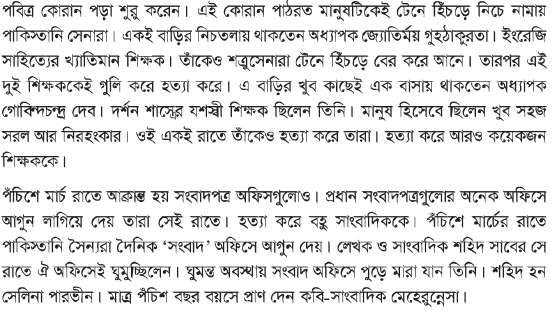 পবিত্র কোরান পড়া শুরু করেন। এই কোরান পাঠরত মানুষটিকেই টেনে হিঁচড়ে নিচে নামায়
পাকিস্তানি সেনারা। একই বাড়ির নিচতলায় থাকতেন অধ্যাপক জ্যোতির্ময় গুহঠাকুরতা। ইংরেজি
সাহিত্যের খ্যাতিমান শিক্ষক। তাঁকেও শত্রুসেনারা টেনে হিঁচড়ে বের করে আনে। তারপর এই
দুই শিক্ষককেই গুলি করে হত্যা করে। এ বাড়ির খুব কাছেই এক বাসায় থাকতেন অধ্যাপক
গোবিন্দচন্দ্র দেব। দর্শন শাস্ত্রের যশস্বী শিক্ষক ছিলেন তিনি। মানুষ হিসেবে ছিলেন খুব সহজ
সরল আর নিরহংকার। ওই একই রাতে তাঁকেও হত্যা করে তারা। হত্যা করে আরও কয়েকজন
শিক্ষককে।
পঁচিশে মার্চ রাতে আক্রান্ত হয় সংবাদপত্র অফিসগুলোও। প্রধান সংবাদপত্রগুলোর অনেক অফিসে
আগুন লাগিয়ে দেয় তারা সেই রাতে। হত্যা করে বহু সাংবাদিককে। পঁচিশে মার্চের রাতে
পাকিস্তানি সৈন্যরা দৈনিক ‘সংবাদ’ অফিসে আগুন দেয়। লেখক ও সাংবাদিক শহিদ সাবের সে
রাতে ঐ অফিসেই ঘুমুচ্ছিলেন। ঘুমন্ত অবস্থায় সংবাদ অফিসে পুড়ে মারা যান তিনি। শহিদ হন
সেলিনা পারভীন। মাত্র পঁচিশ বছর বয়সে প্রাণ দেন কবি-সাংবাদিক মেহেরুন্নেসা।